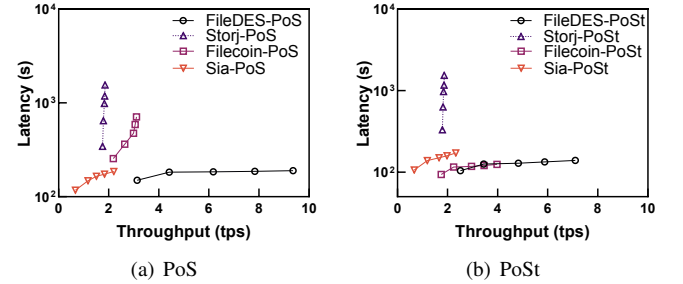 FileDES-PoS
Storj-PoS
Filecoin-PoS
Sia-PoS
Latency (s)
10^4
10^3
10^2
0 2 4 6 8 10
Throughput (tps)
(a) PoS
FileDES-PoSt
Storj-PoSt
Filecoin-PoSt
Sia-PoSt
Latency (s)
10^4
10^3
10^2
0 2 4 6 8 10
Throughput (tps)
(b) PoSt